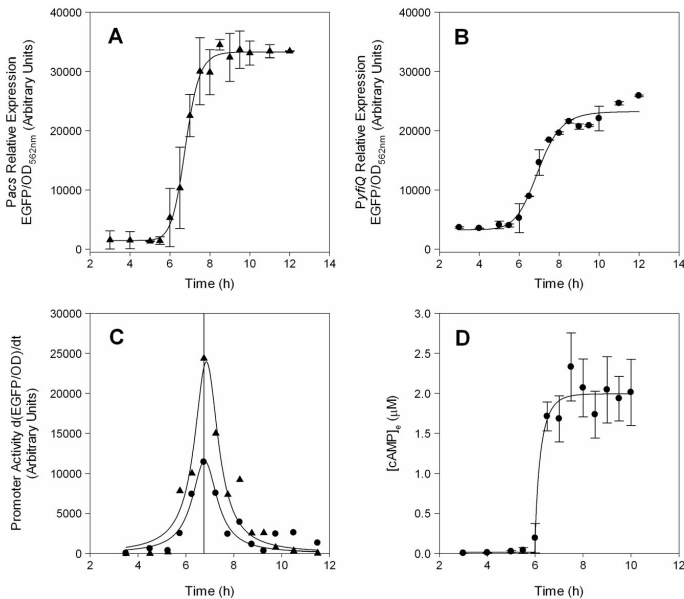 A
Pacs Relative Expression
EGFP/OD562nm (Arbitrary Units)
40000
30000
20000
10000
0
2 4 6 8 10 12 14
Time (h)
B
PyfiQ Relative Expression
EGFP/OD562nm (Arbitrary Units)
40000
30000
20000
10000
0
2 4 6 8 10 12 14
Time (h)
C
Promoter Activity d(EGFP/OD)/dt
(Arbitrary Units)
30000
25000
20000
15000
10000
5000
0
2 4 6 8 10 12
Time (h)
D
[cAMP]e (μM)
3.0
2.5
2.0
1.5
1.0
0.5
0.0
2 4 6 8 10 12
Time (h)